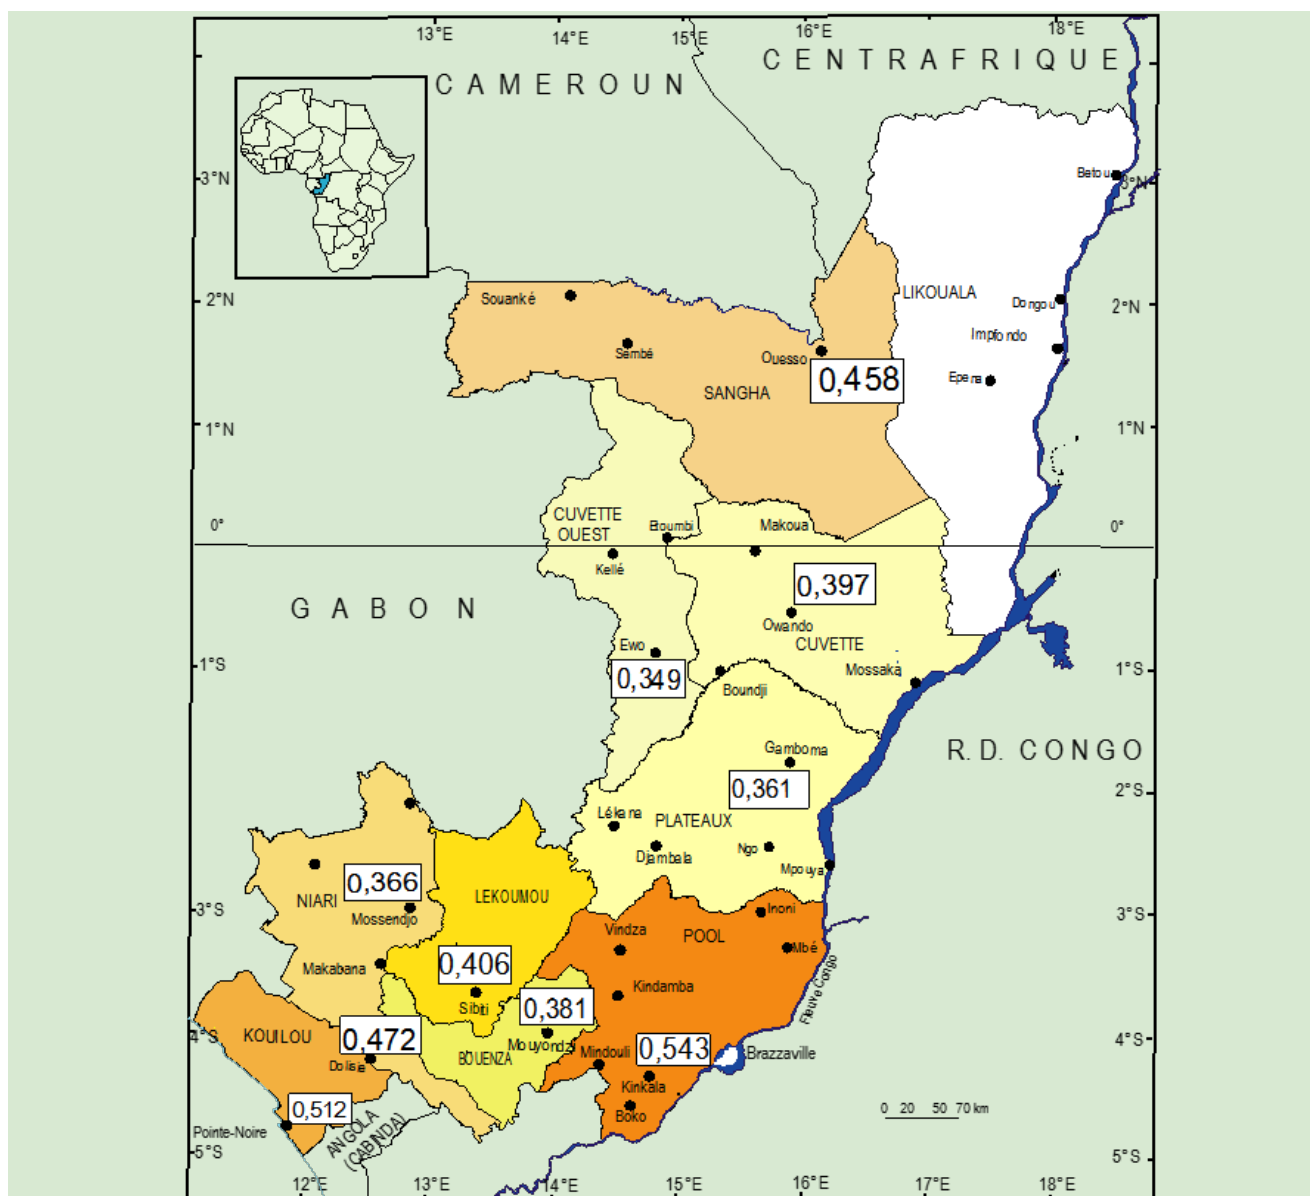 13°E
14°E
15°E
16°E
18°E
CENTRAFRIQUE
CAMEROUN
Betou
3°N
3°N
LIKOUALA
Souanké
2°N
Dongou
2°N
Impfondo
Sembé
Ouesso
Epena
0,458
SANGHA
1°N
1°N
CUVETTE
OUEST
Etoumbi
Makoua
0°
0°
Kellé
0,397
GABON
Owando
Ewo
CUVETTE
1°S
Mossaka
1°S
0,349
Boundji
Gamboma
R.D. CONGO
0,361
2°S
Lékana
PLATEAUX
Djambala
Ngo
Mpouya
0,366
NIARI
LEKOUMOU
3°S
Mossendjo
Inoni
3°S
Vindza
POOL
Mbé
0,406
Makabana
Kindamba
Fleuve Congo
Sibiti
0,381
KOUILOU
4°S
0,472
Mouyondzi
4°S
Dolisie
BOUENZA
Mindouli
0,543
Brazzaville
Kinkala
0,512
Boko
0 20 50 70 km
Pointe-Noire
ANGOLA
(CABINDA)
5°S
5°S
12°E
13°E
14°E
15°E
16°E
17°E
18°E